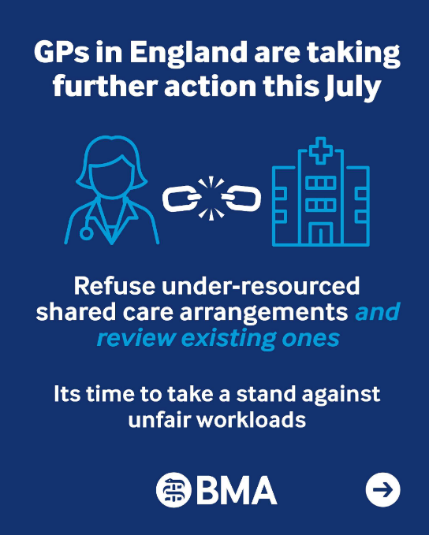 GPs in England are taking
further action this July
Refuse under-resourced
shared care arrangements and
review existing ones
Its time to take a stand against
unfair workloads
BMA